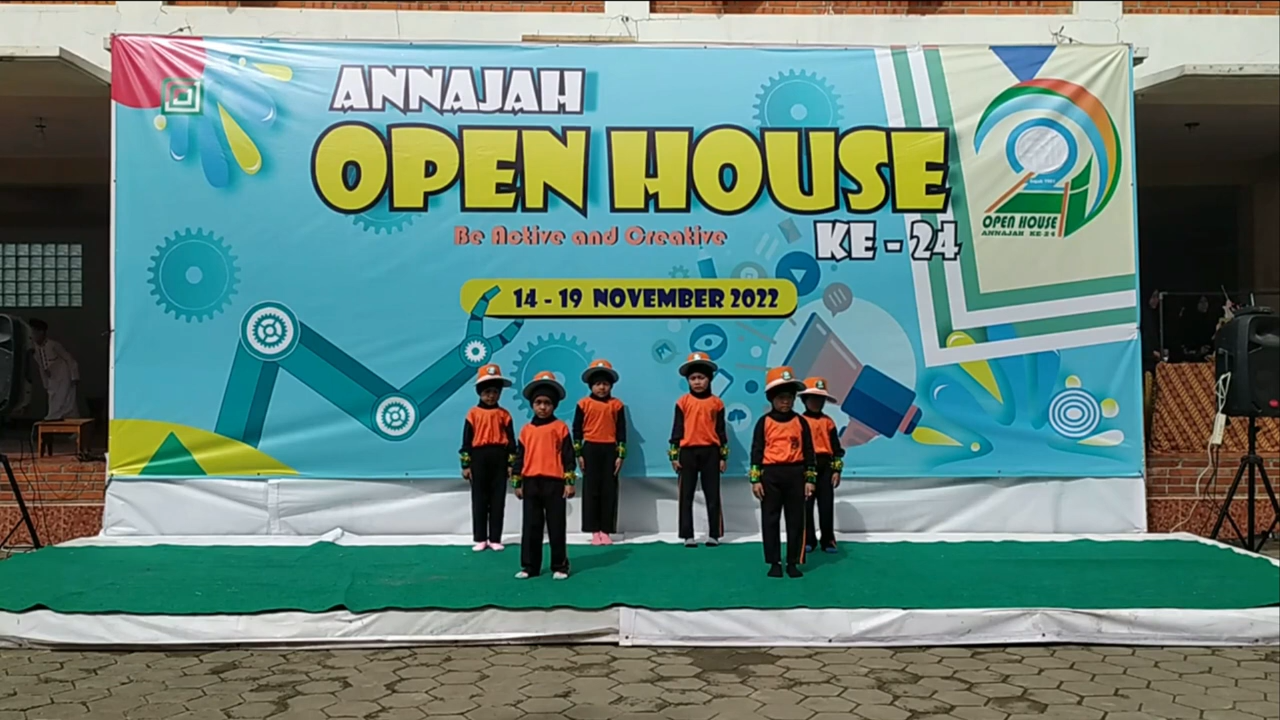 ANNAJAH
OPEN HOUSE
KE - 24
Be Active and Creative
14 - 19 NOVEMBER 2022
OPEN HOUSE
ANNAJAH KE 24